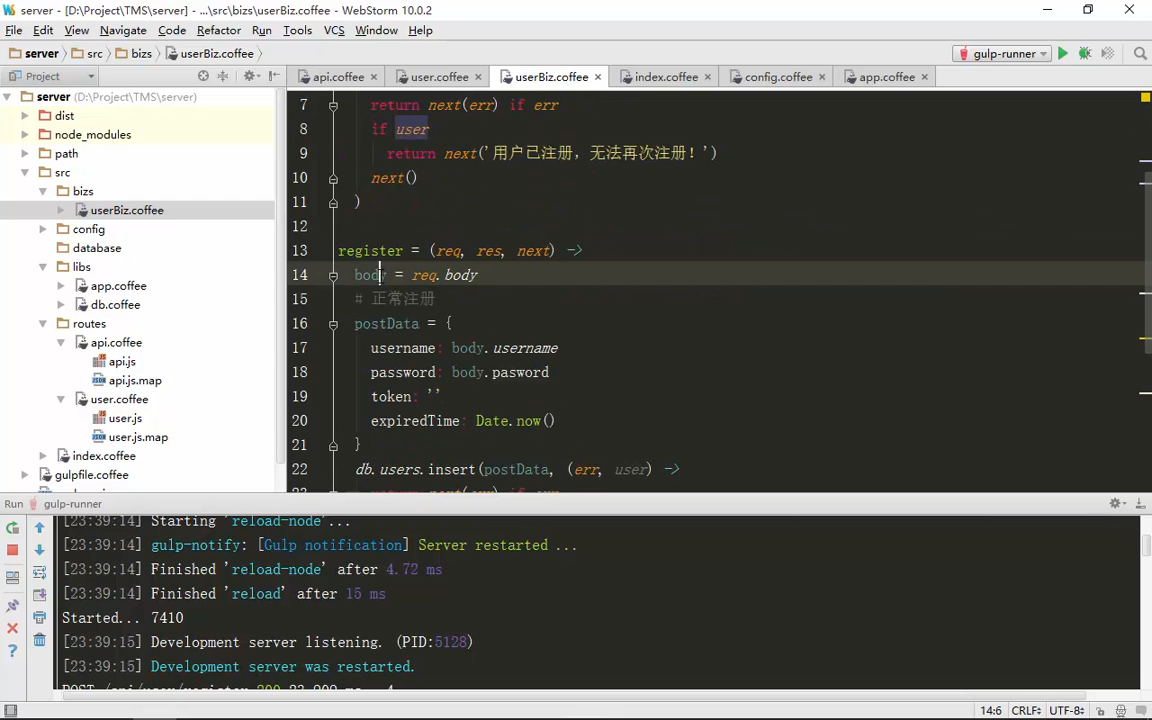 server - [D:\Project\TMS\server] - ...\src\bizs\userBiz.coffee - WebStorm 10.0.2
File Edit View Navigate Code Refactor Run Tools VCS Window Help
server src bizs userBiz.coffee gulp-runner
Project api.coffee user.coffee userBiz.coffee index.coffee config.coffee app.coffee
server (D:\Project\TMS\server)
dist
node_modules
path
src
bizs
userBiz.coffee
config
database
libs
app.coffee
db.coffee
routes
api.coffee
api.js
api.js.map
user.coffee
user.js
user.js.map
index.coffee
gulpfile.coffee
7 return next(err) if err
8 if user
9 return next('用户已注册，无法再次注册！')
10 next()
11 )
12
13 register = (req, res, next) ->
14 body = req.body
15 # 正常注册
16 postData = {
17 username: body.username
18 password: body.pasword
19 token: ''
20 expiredTime: Date.now()
21 }
22 db.users.insert(postData, (err, user) ->
Run gulp-runner
[23:39:14] Starting 'reload-node'...
[23:39:14] gulp-notify: [Gulp notification] Server restarted ...
[23:39:14] Finished 'reload-node' after 4.72 ms
[23:39:14] Finished 'reload' after 15 ms
Started... 7410
[23:39:15] Development server listening. (PID:5128)
[23:39:15] Development server was restarted.
14:6 CRLF UTF-8